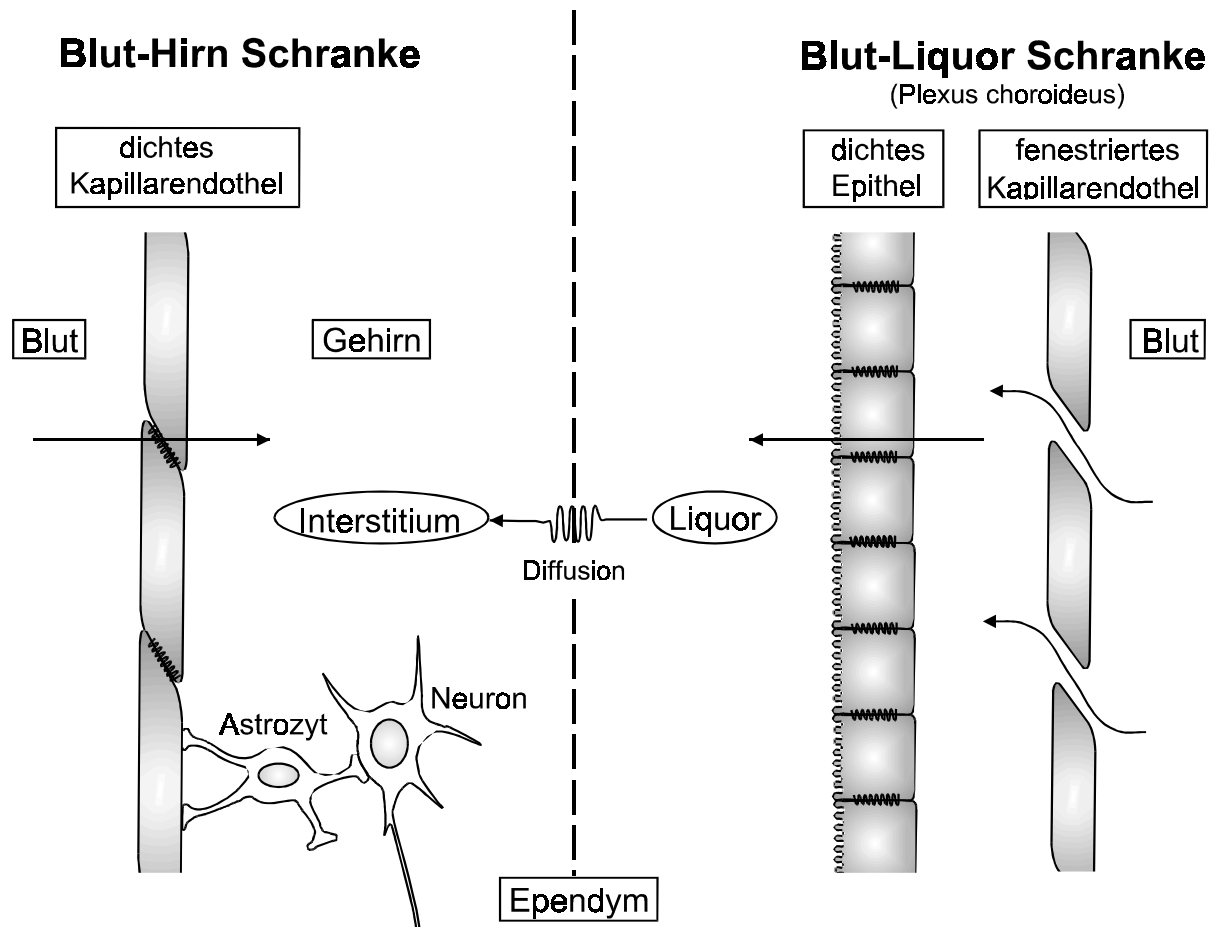 Blut-Hirn Schranke
dichtes
Kapillarendothel
Blut
Gehirn
Interstitium
Astrozyt
Neuron
Diffusion
Liquor
Ependym
Blut-Liquor Schranke
(Plexus choroideus)
dichtes
Epithel
fenestriertes
Kapillarendothel
Blut